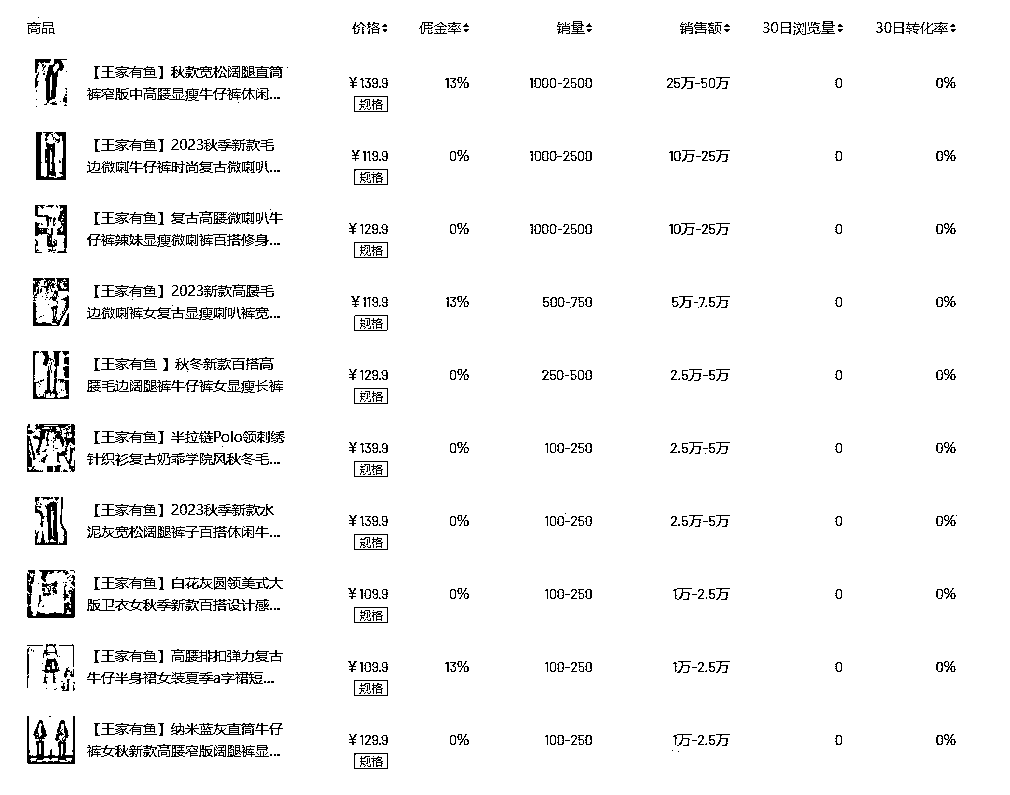 商品 价格 佣金率 销量 销售额 30日浏览量 30日转化率
【王家有鱼】秋款宽松阔腿直筒
裤窄版中高腰显瘦牛仔裤休闲...
¥139.9 13% 1000-2500 25万-50万 0 0%
规格
【王家有鱼】2023秋季新款毛
边微喇牛仔裤时尚复古微喇叭...
¥119.9 0% 1000-2500 10万-25万 0 0%
规格
【王家有鱼】复古高腰微喇叭牛
仔裤辣妹显瘦微喇裤百搭修身...
¥129.9 0% 1000-2500 10万-25万 0 0%
规格
【王家有鱼】2023新款高腰毛
边微喇裤女复古显瘦喇叭裤宽...
¥119.9 13% 500-750 5万-7.5万 0 0%
规格
【王家有鱼 】秋冬新款百搭高
腰毛边阔腿裤牛仔裤女显瘦长裤
¥129.9 0% 250-500 2.5万-5万 0 0%
规格
【王家有鱼】半拉链Polo领刺绣
针织衫复古奶乖学院风秋冬毛...
¥139.9 0% 100-250 2.5万-5万 0 0%
规格
【王家有鱼】2023秋季新款水
泥灰宽松阔腿裤子百搭休闲牛...
¥139.9 0% 100-250 2.5万-5万 0 0%
规格
【王家有鱼】白花灰圆领美式大
版卫衣女秋季新款百搭设计感...
¥109.9 0% 100-250 1万-2.5万 0 0%
规格
【王家有鱼】高腰排扣弹力复古
牛仔半身裙女装夏季a字裙短...
¥109.9 13% 100-250 1万-2.5万 0 0%
规格
【王家有鱼】纳米蓝灰直筒牛仔
裤女秋新款高腰窄版阔腿裤显...
¥129.9 0% 100-250 1万-2.5万 0 0%
规格